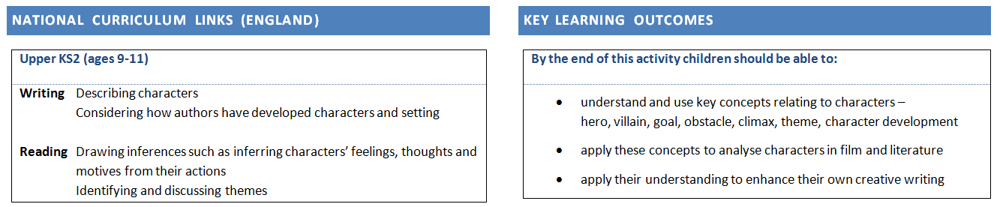 NATIONAL CURRICULUM LINKS (ENGLAND)
Upper KS2 (ages 9-11)
Writing Describing characters
Considering how authors have developed characters and setting
Reading Drawing inferences such as inferring characters’ feelings, thoughts and
motives from their actions
Identifying and discussing themes
KEY LEARNING OUTCOMES
By the end of this activity children should be able to:
• understand and use key concepts relating to characters –
hero, villain, goal, obstacle, climax, theme, character development
• apply these concepts to analyse characters in film and literature
• apply their understanding to enhance their own creative writing